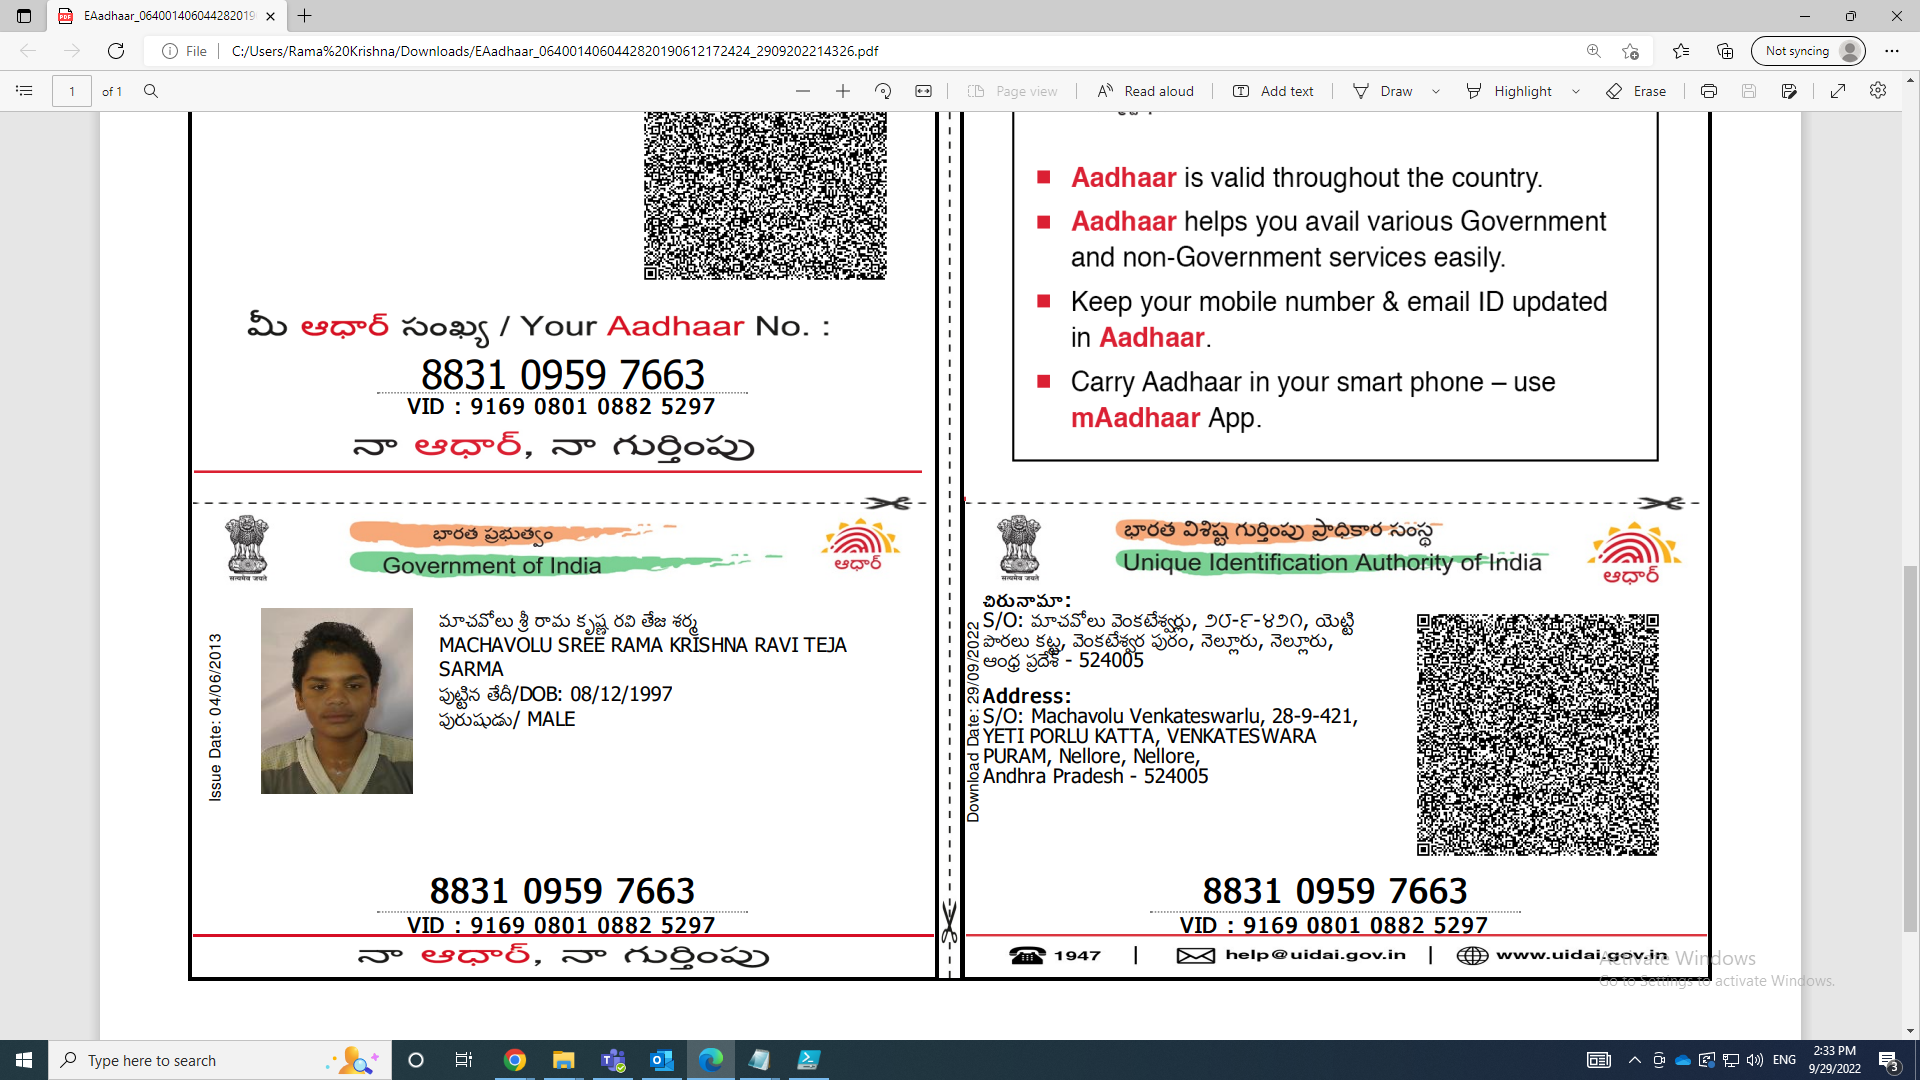 EAadhaar_064001406044282019
File
C:/Users/Rama%20Krishna/Downloads/EAadhaar_0640014060442820190612172424_2909202214326.pdf
Not syncing
1
of 1
Page view
Read aloud
Add text
Draw
Highlight
Erase
మీ ఆధార్ సంఖ్య / Your Aadhaar No. :
8831 0959 7663
VID : 9169 0801 0882 5297
నా ఆధార్, నా గుర్తింపు
Aadhaar is valid throughout the country.
Aadhaar helps you avail various Government
and non-Government services easily.
Keep your mobile number & email ID updated
in Aadhaar.
Carry Aadhaar in your smart phone – use
mAadhaar App.
भारత ప్రభుత్వం
Government of India
सत्यमेव जयते
ఆధార్
Issue Date: 04/06/2013
మాచవోలు శ్రీ రామ కృష్ణ రవి తేజ శర్మ
MACHAVOLU SREE RAMA KRISHNA RAVI TEJA
SARMA
పుట్టిన తేదీ/DOB: 08/12/1997
పురుషుడు/ MALE
8831 0959 7663
VID : 9169 0801 0882 5297
నా ఆధార్, నా గుర్తింపు
భారత విశిష్ట గుర్తింపు ప్రాధికార సంస్థ
Unique Identification Authority of India
सत्यमेव जयते
ఆధార్
Download Date: 29/09/2022
చిరునామా:
S/O: మాచవోలు వెంకటేశ్వర్లు, ౨౮-౯-౪౨౧, యెట్టి
పొరలు కట్ట, వెంకటేశ్వర పురం, నెల్లూరు, నెల్లూరు,
ఆంధ్ర ప్రదేశ్ - 524005
Address:
S/O: Machavolu Venkateswarlu, 28-9-421,
YETI PORLU KATTA, VENKATESWARA
PURAM, Nellore, Nellore,
Andhra Pradesh - 524005
8831 0959 7663
VID : 9169 0801 0882 5297
1947
help@uidai.gov.in
www.uidai.gov.in
Activate Windows
Go to Settings to activate Windows.
Type here to search
ENG
2:33 PM
9/29/2022
3